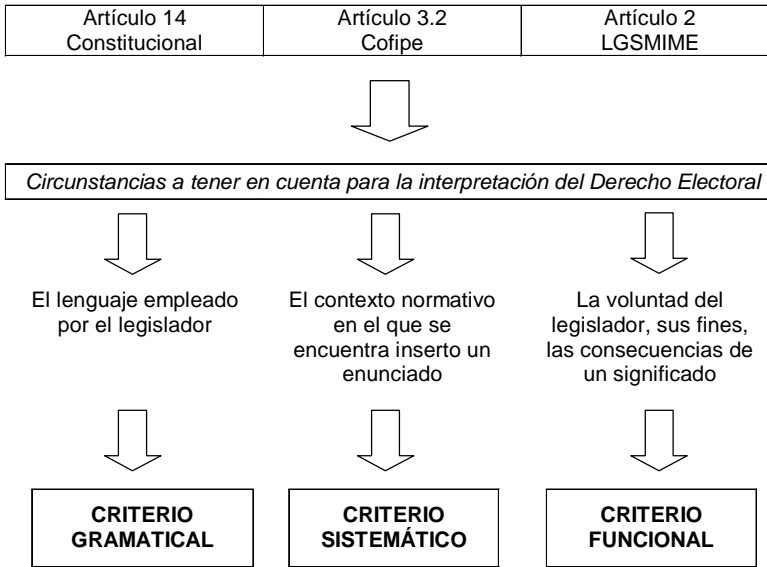 Artículo 14
Constitucional
Artículo 3.2
Cofipe
Artículo 2
LGSMIME
Circunstancias a tener en cuenta para la interpretación del Derecho Electoral
El lenguaje empleado
por el legislador
El contexto normativo
en el que se
encuentra inserto un
enunciado
La voluntad del
legislador, sus fines,
las consecuencias de
un significado
CRITERIO
GRAMATICAL
CRITERIO
SISTEMÁTICO
CRITERIO
FUNCIONAL